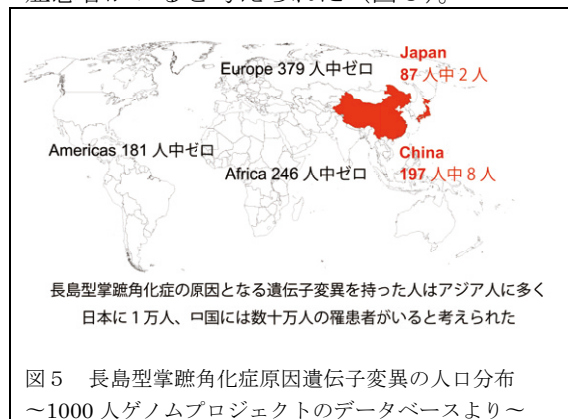 Japan
87 人中 2 人
Europe 379 人中ゼロ
Americas 181 人中ゼロ
China
197 人中 8 人
Africa 246 人中ゼロ
長島型掌蹠角化症の原因となる遺伝子変異を持った人はアジア人に多く
日本に1万人、中国には数十万人の罹患者がいると考えられた
図5 長島型掌蹠角化症原因遺伝子変異の人口分布
~1000 人ゲノムプロジェクトのデータベースより~